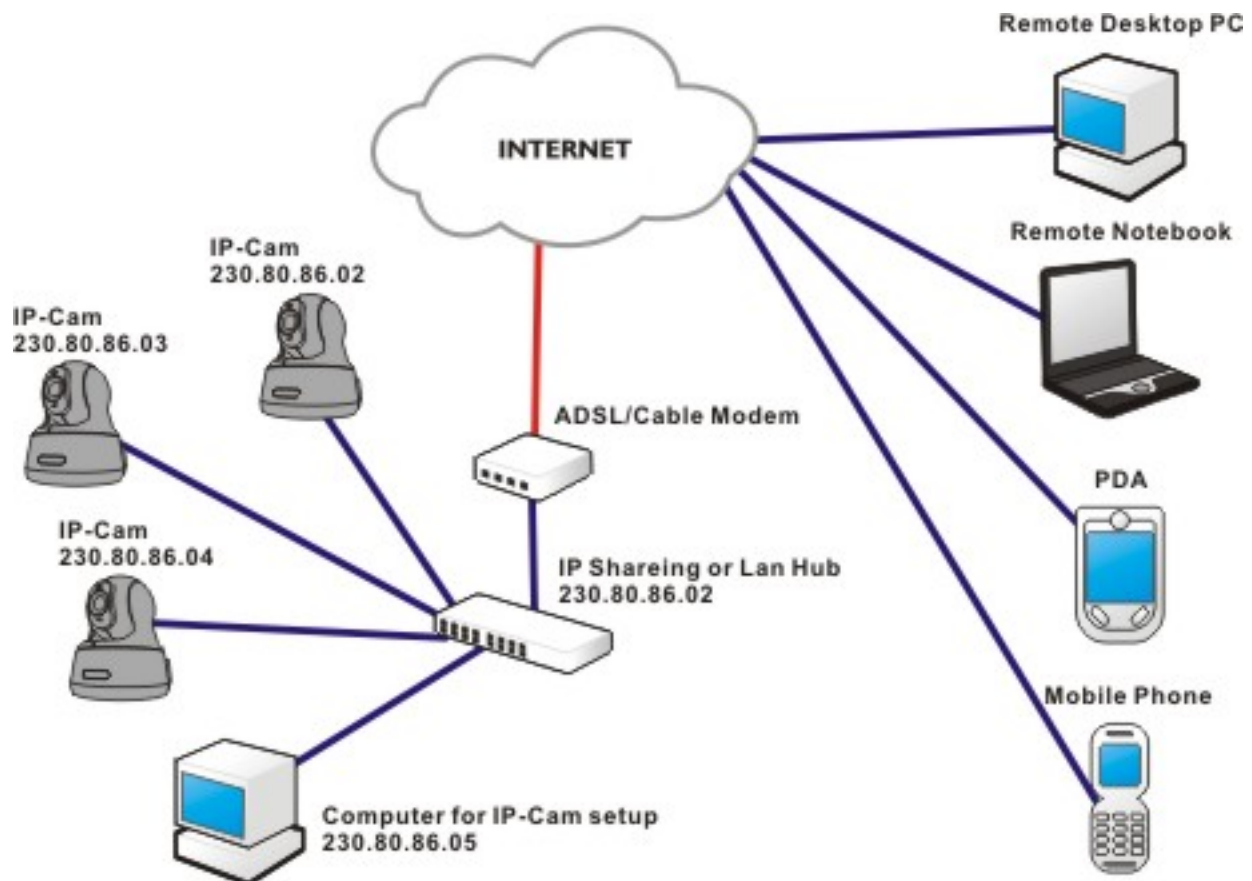 Remote Desktop PC
INTERNET
Remote Notebook
IP-Cam
230.80.86.02
IP-Cam
230.80.86.03
ADSL/Cable Modem
PDA
IP-Cam
230.80.86.04
IP Shareing or Lan Hub
230.80.86.02
Mobile Phone
Computer for IP-Cam setup
230.80.86.05